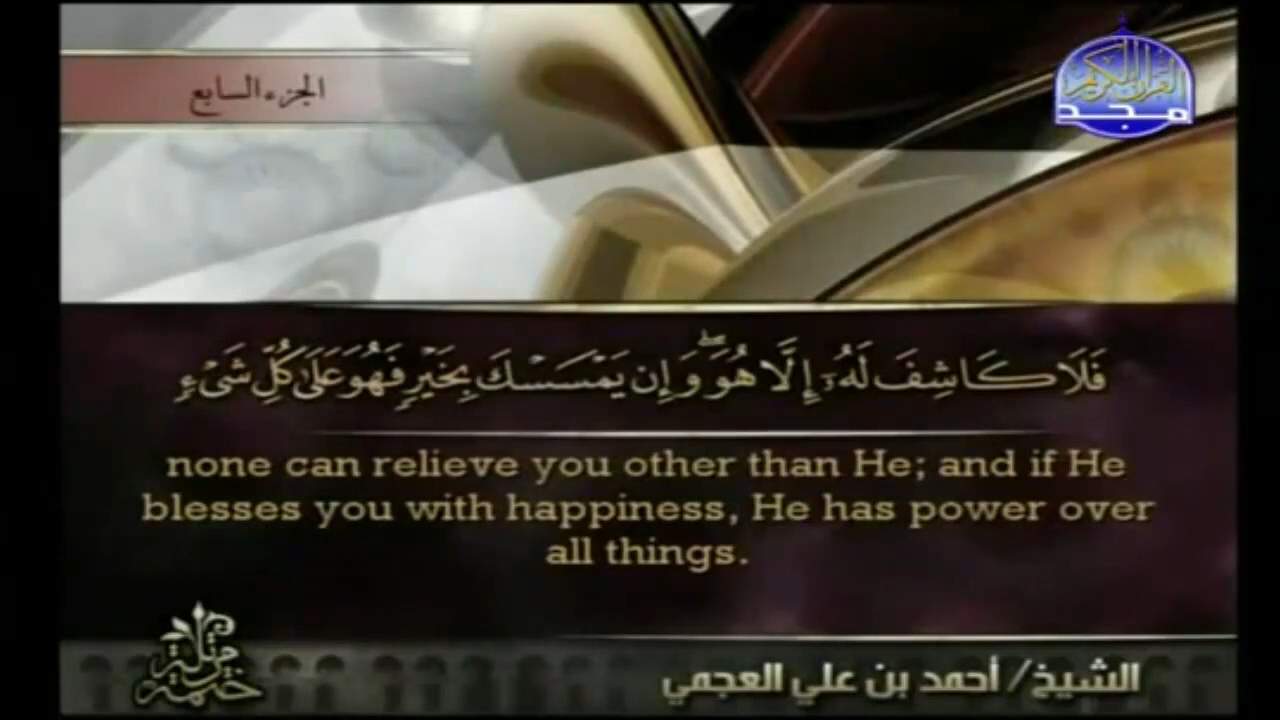 الجزء السابع
القرآن الكريم
مجد
فَلَا كَاشِفَ لَهُۥٓ إِلَّا هُوَۖ وَإِن يَمْسَسْكَ بِخَيْرٍ فَهُوَ عَلَىٰ كُلِّ شَىْءٍ
none can relieve you other than He; and if He
blesses you with happiness, He has power over
all things.
ختمة مرتلة
الشيخ/ أحمد بن علي العجمي